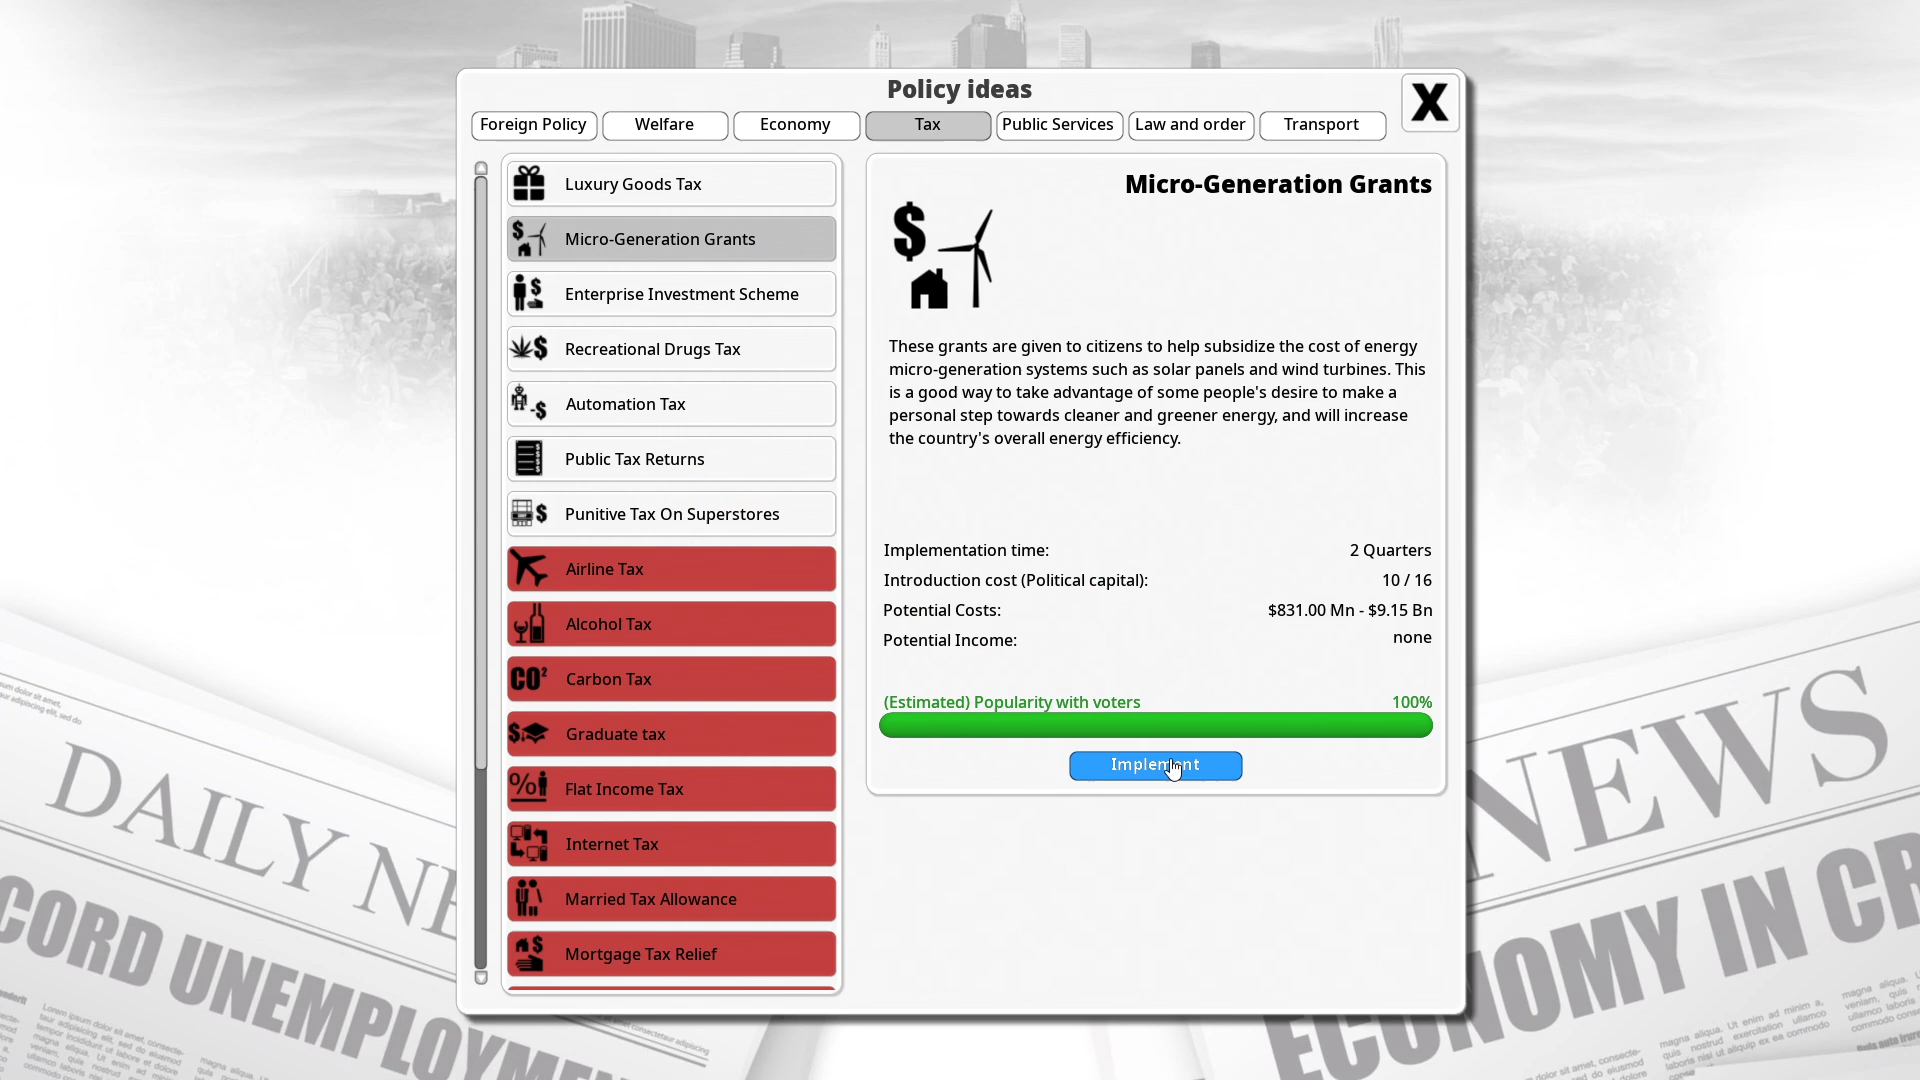 Policy ideas
X
Foreign Policy
Welfare
Economy
Tax
Public Services
Law and order
Transport
Luxury Goods Tax
Micro-Generation Grants
Enterprise Investment Scheme
Recreational Drugs Tax
Automation Tax
Public Tax Returns
Punitive Tax On Superstores
Airline Tax
Alcohol Tax
CO²
Carbon Tax
Graduate tax
Flat Income Tax
Internet Tax
Married Tax Allowance
Mortgage Tax Relief
Micro-Generation Grants
These grants are given to citizens to help subsidize the cost of energy
micro-generation systems such as solar panels and wind turbines. This
is a good way to take advantage of some people's desire to make a
personal step towards cleaner and greener energy, and will increase
the country's overall energy efficiency.
Implementation time: 2 Quarters
Introduction cost (Political capital): 10 / 16
Potential Costs: $831.00 Mn - $9.15 Bn
Potential Income: none
(Estimated) Popularity with voters 100%
Implement
DAILY NE
CORD UNEMPLOYME
NEWS
ECONOMY IN CR